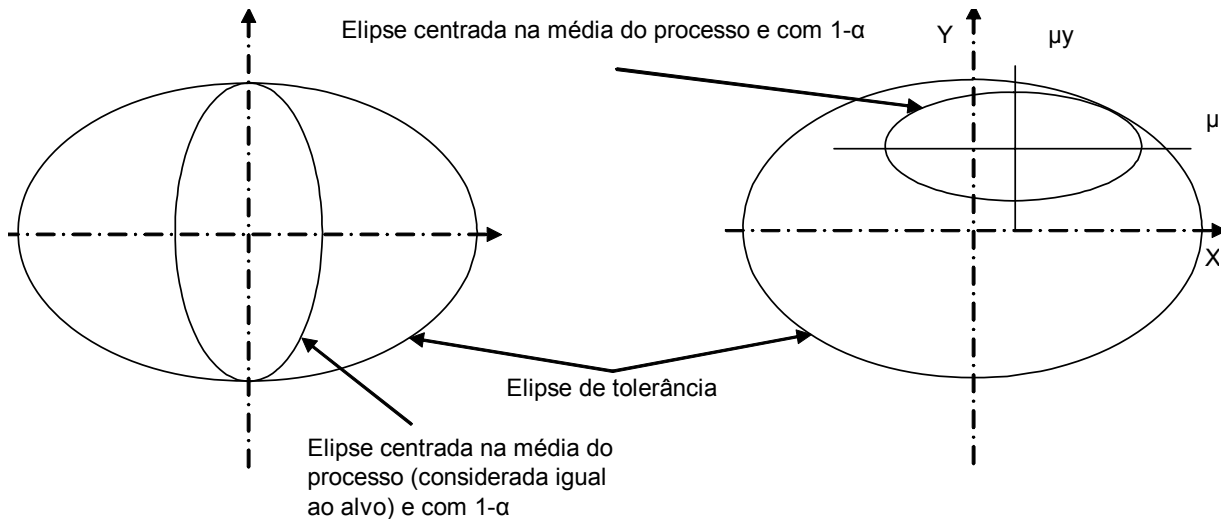 Elipse centrada na média do processo e com 1-α
Y
μy
μ
X
Elipse de tolerância
Elipse centrada na média do
processo (considerada igual
ao alvo) e com 1-α